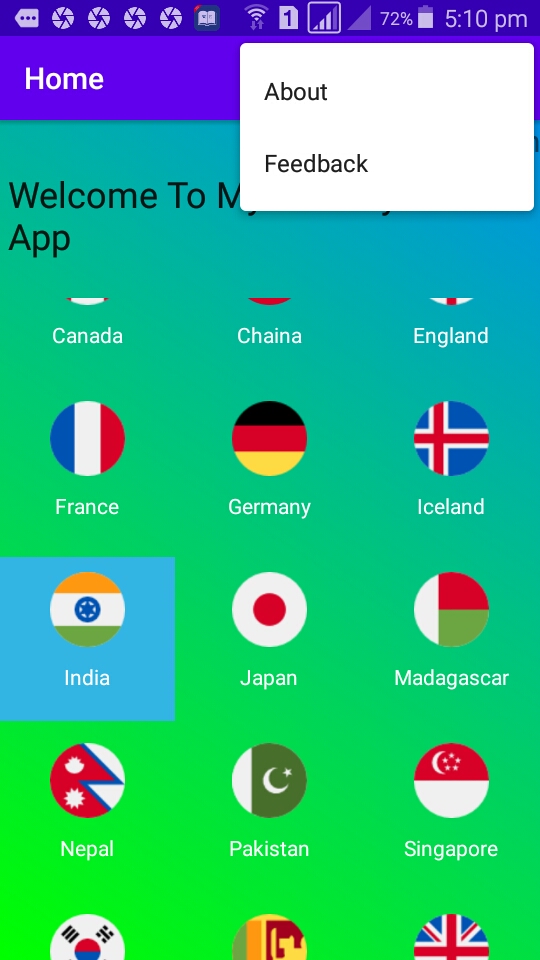 1 72% 5:10 pm
Home
About
Feedback
Welcome To
App
Canada Chaina England
France Germany Iceland
India Japan Madagascar
Nepal Pakistan Singapore